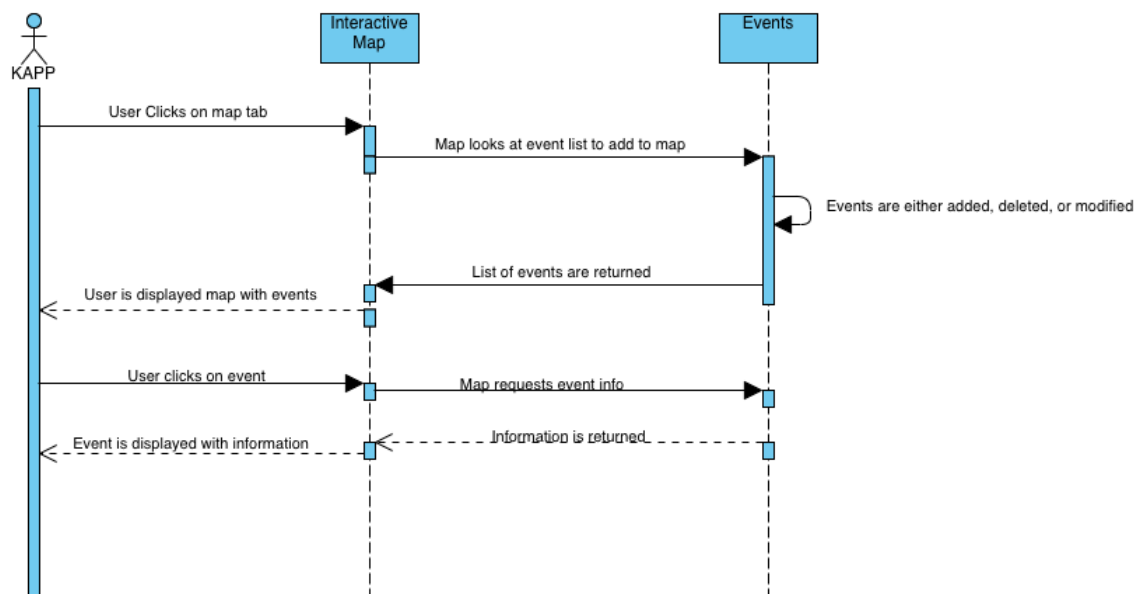 Interactive
Map
Events
KAPP
User Clicks on map tab
Map looks at event list to add to map
Events are either added, deleted, or modified
List of events are returned
User is displayed map with events
User clicks on event
Map requests event info
Information is returned
Event is displayed with information